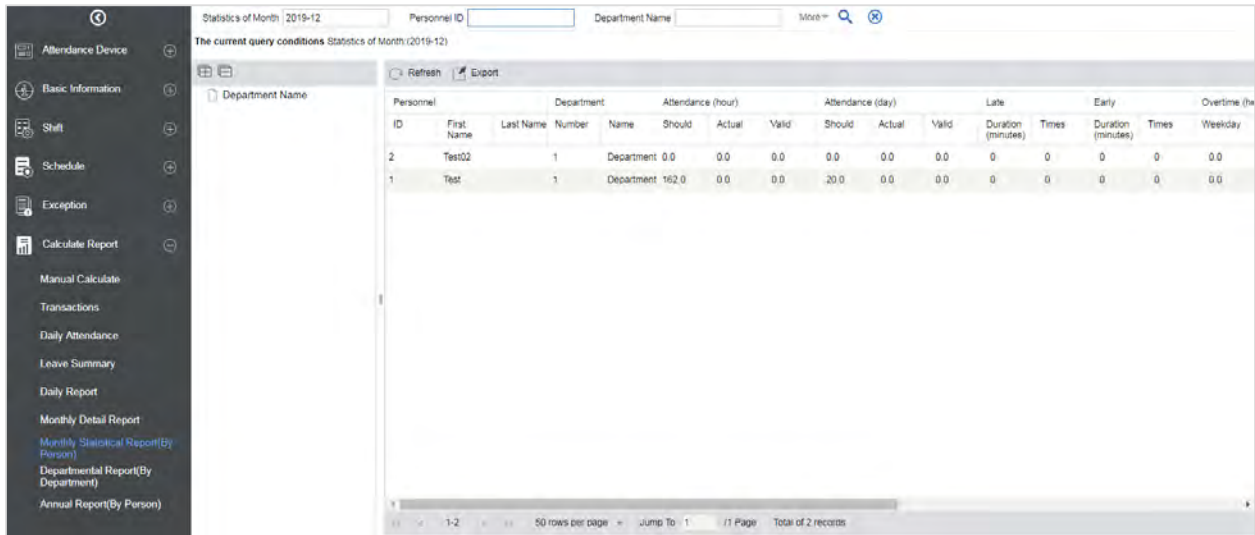 Statistics of Month 2019-12 Personnel ID Department Name More
The current query conditions Statistics of Month:(2019-12)
Attendance Device
Basic Information
Shift
Schedule
Exception
Calculate Report
Manual Calculate
Transactions
Daily Attendance
Leave Summary
Daily Report
Monthly Detail Report
Monthly Statistical Report(By
Person)
Departmental Report(By
Department)
Annual Report(By Person)
Department Name
Refresh Export
Personnel Department Attendance (hour) Attendance (day) Late Early Overtime (h
ID First Name Last Name Number Name Should Actual Valid Should Actual Valid Duration (minutes) Times Duration (minutes) Times Weekday
2 Test02 1 Department 0.0 0.0 0.0 0.0 0.0 0.0 0 0 0 0 0.0
1 Test 1 Department 162.0 0.0 0.0 20.0 0.0 0.0 0 0 0 0 0.0
1-2 50 rows per page Jump To 1 /1 Page Total of 2 records